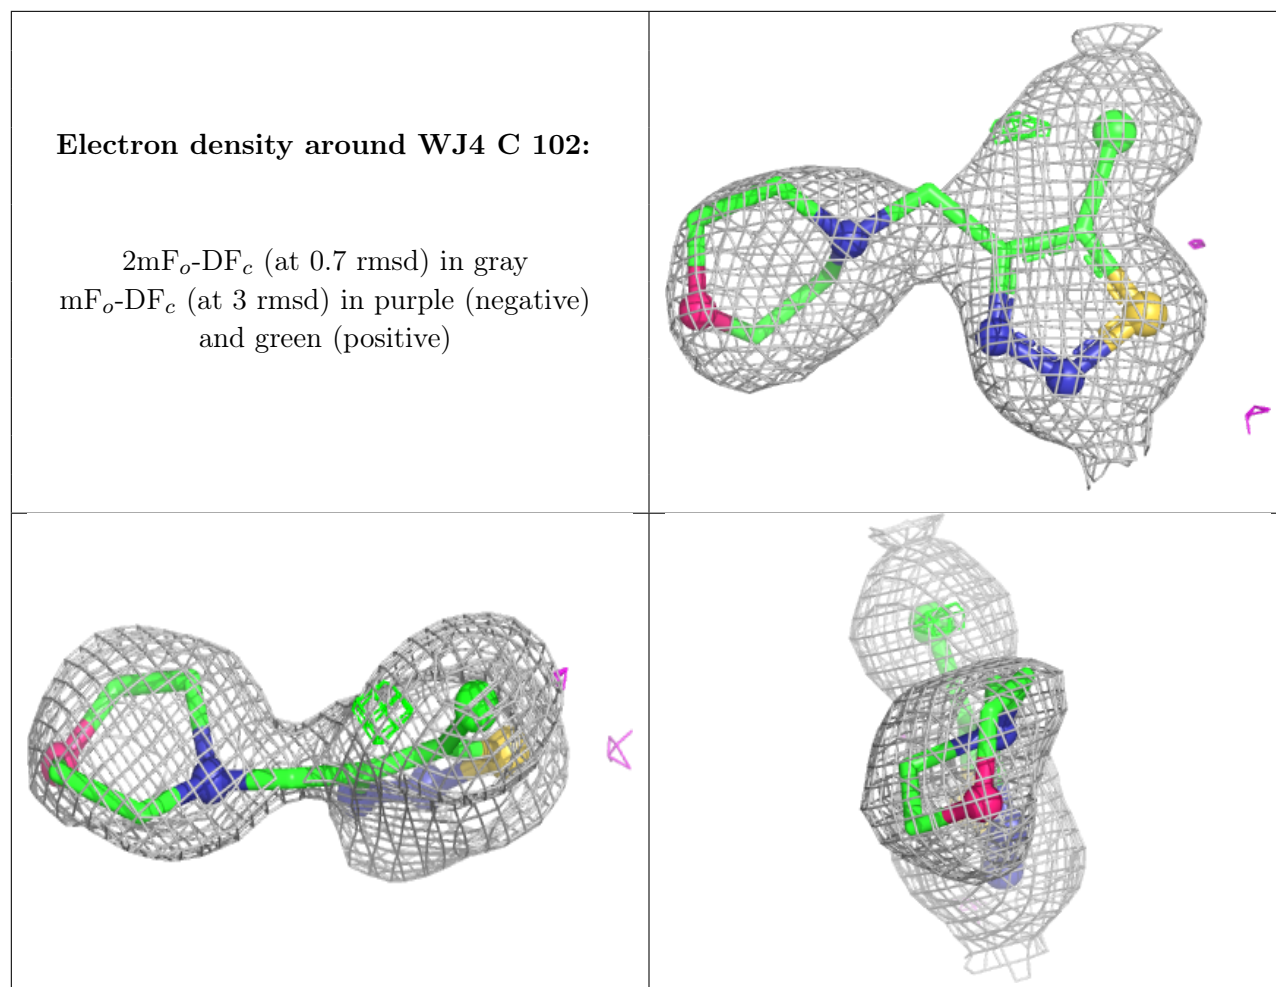 Electron density around WJ4 C 102:
2mFₒ-DF𝒸 (at 0.7 rmsd) in gray
mFₒ-DF𝒸 (at 3 rmsd) in purple (negative)
and green (positive)